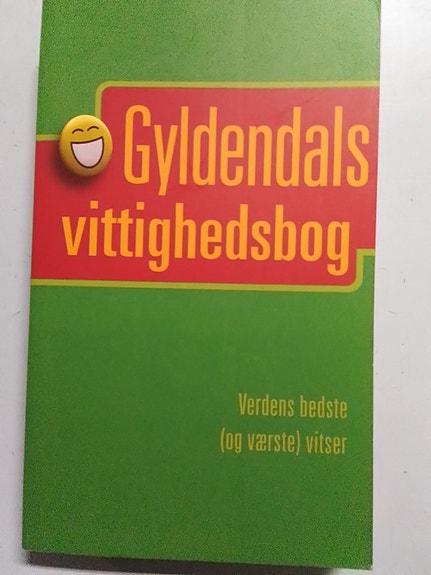 Gyldendals
vittighedsbog
Verdens bedste
(og værste) vitser